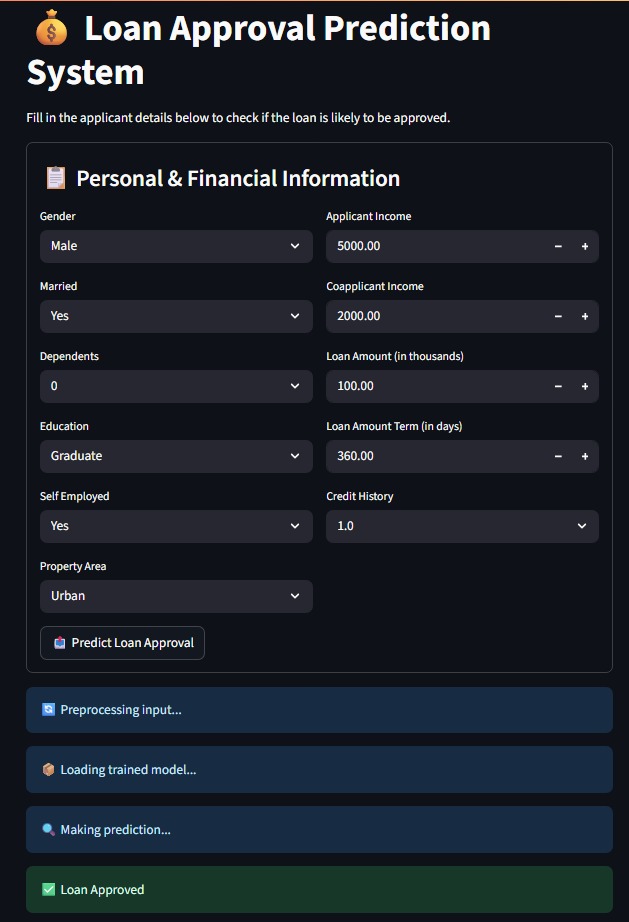 Loan Approval Prediction
System
Fill in the applicant details below to check if the loan is likely to be approved.
Personal & Financial Information
Gender
Male
Applicant Income
5000.00
Married
Yes
Coapplicant Income
2000.00
Dependents
0
Loan Amount (in thousands)
100.00
Education
Graduate
Loan Amount Term (in days)
360.00
Self Employed
Yes
Credit History
1.0
Property Area
Urban
Predict Loan Approval
Preprocessing input...
Loading trained model...
Making prediction...
Loan Approved